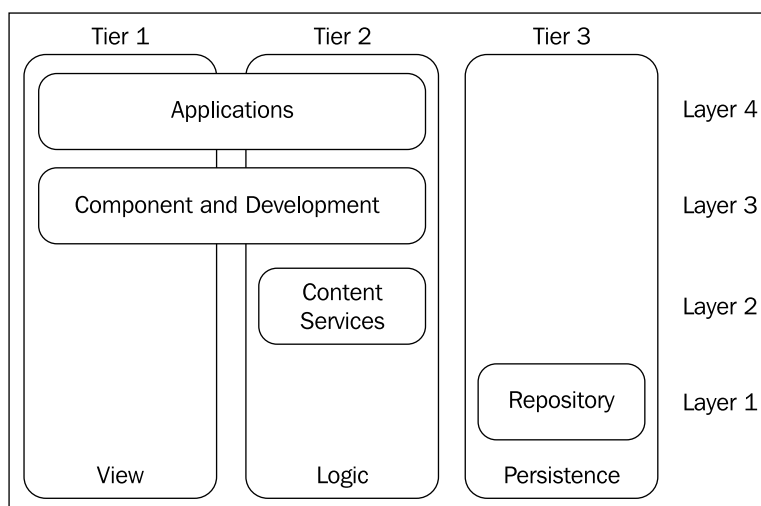 Tier 1
Tier 2
Tier 3
Applications
Layer 4
Component and Development
Layer 3
Content
Services
Layer 2
Repository
Layer 1
View
Logic
Persistence